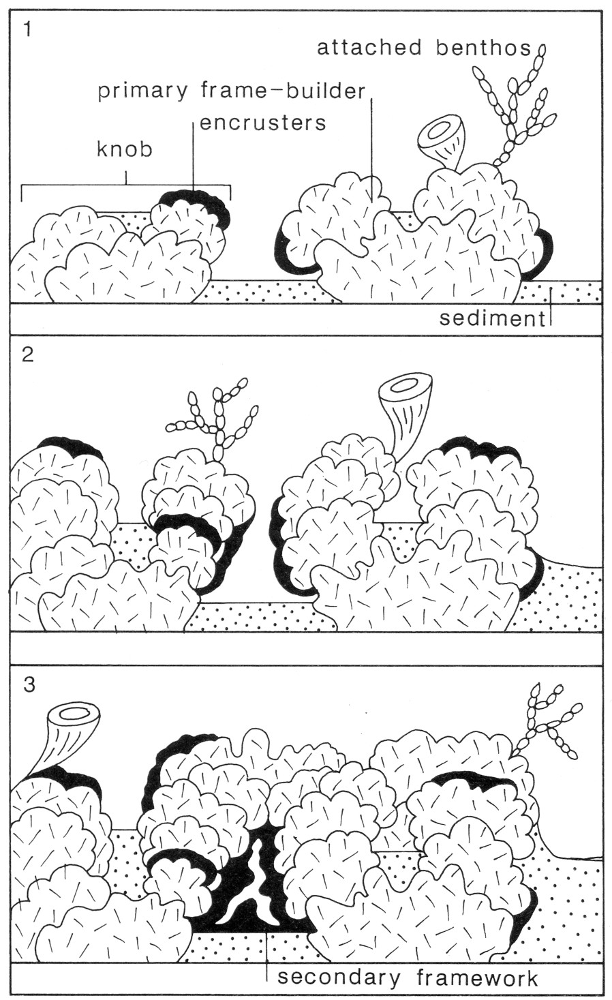 1
attached benthos
primary frame-builder
encrusters
knob
sediment
2
3
secondary framework